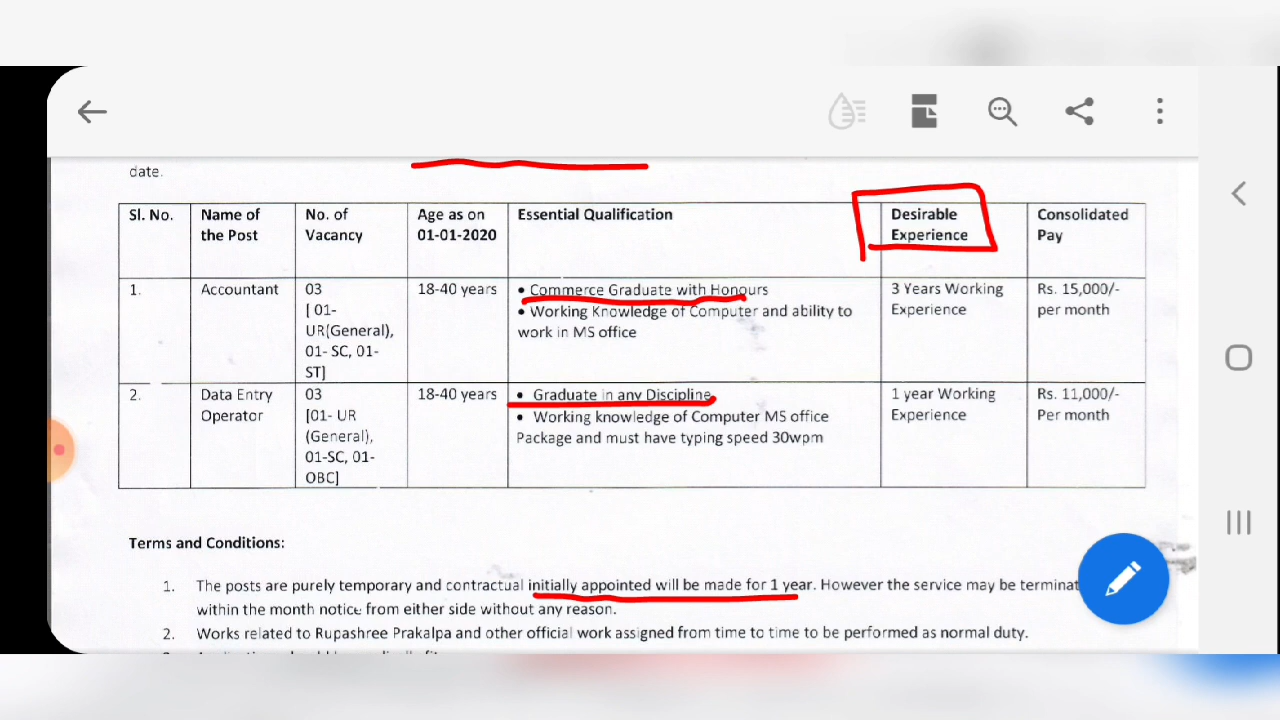 date.
Sl. No.
Name of
the Post
No. of
Vacancy
Age as on
01-01-2020
Essential Qualification
Desirable
Experience
Consolidated
Pay
1.
Accountant
03
[ 01-
UR(General),
01- SC, 01-
ST]
18-40 years
• Commerce Graduate with Honours
• Working Knowledge of Computer and ability to
work in MS office
3 Years Working
Experience
Rs. 15,000/-
per month
2.
Data Entry
Operator
03
[01- UR
(General),
01-SC, 01-
OBC]
18-40 years
• Graduate in any Discipline
• Working knowledge of Computer MS office
Package and must have typing speed 30wpm
1 year Working
Experience
Rs. 11,000/-
Per month
Terms and Conditions:
1. The posts are purely temporary and contractual initially appointed will be made for 1 year. However the service may be terminat
within the month notice from either side without any reason.
2. Works related to Rupashree Prakalpa and other official work assigned from time to time to be performed as normal duty.